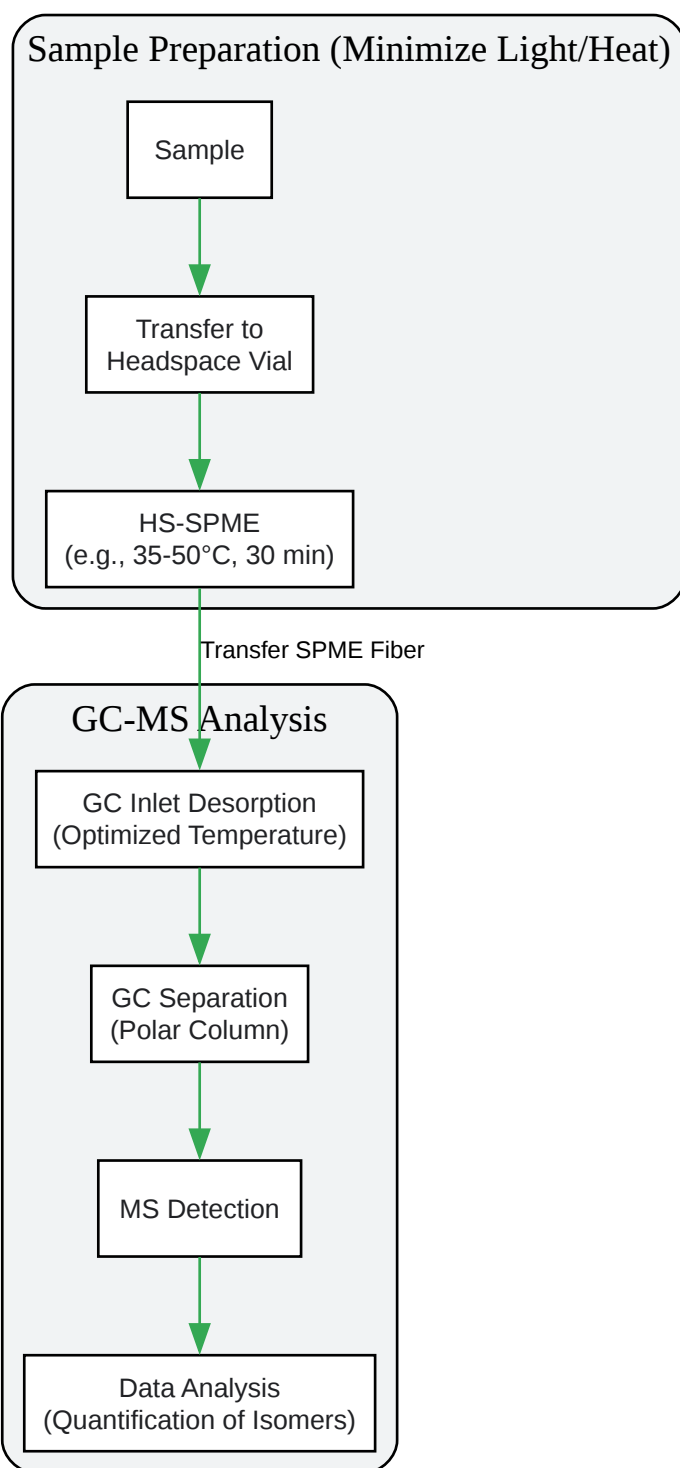 Sample Preparation (Minimize Light/Heat)
Sample
Transfer to
Headspace Vial
HS-SPME
(e.g., 35-50°C, 30 min)
Transfer SPME Fiber
GC-MS Analysis
GC Inlet Desorption
(Optimized Temperature)
GC Separation
(Polar Column)
MS Detection
Data Analysis
(Quantification of Isomers)